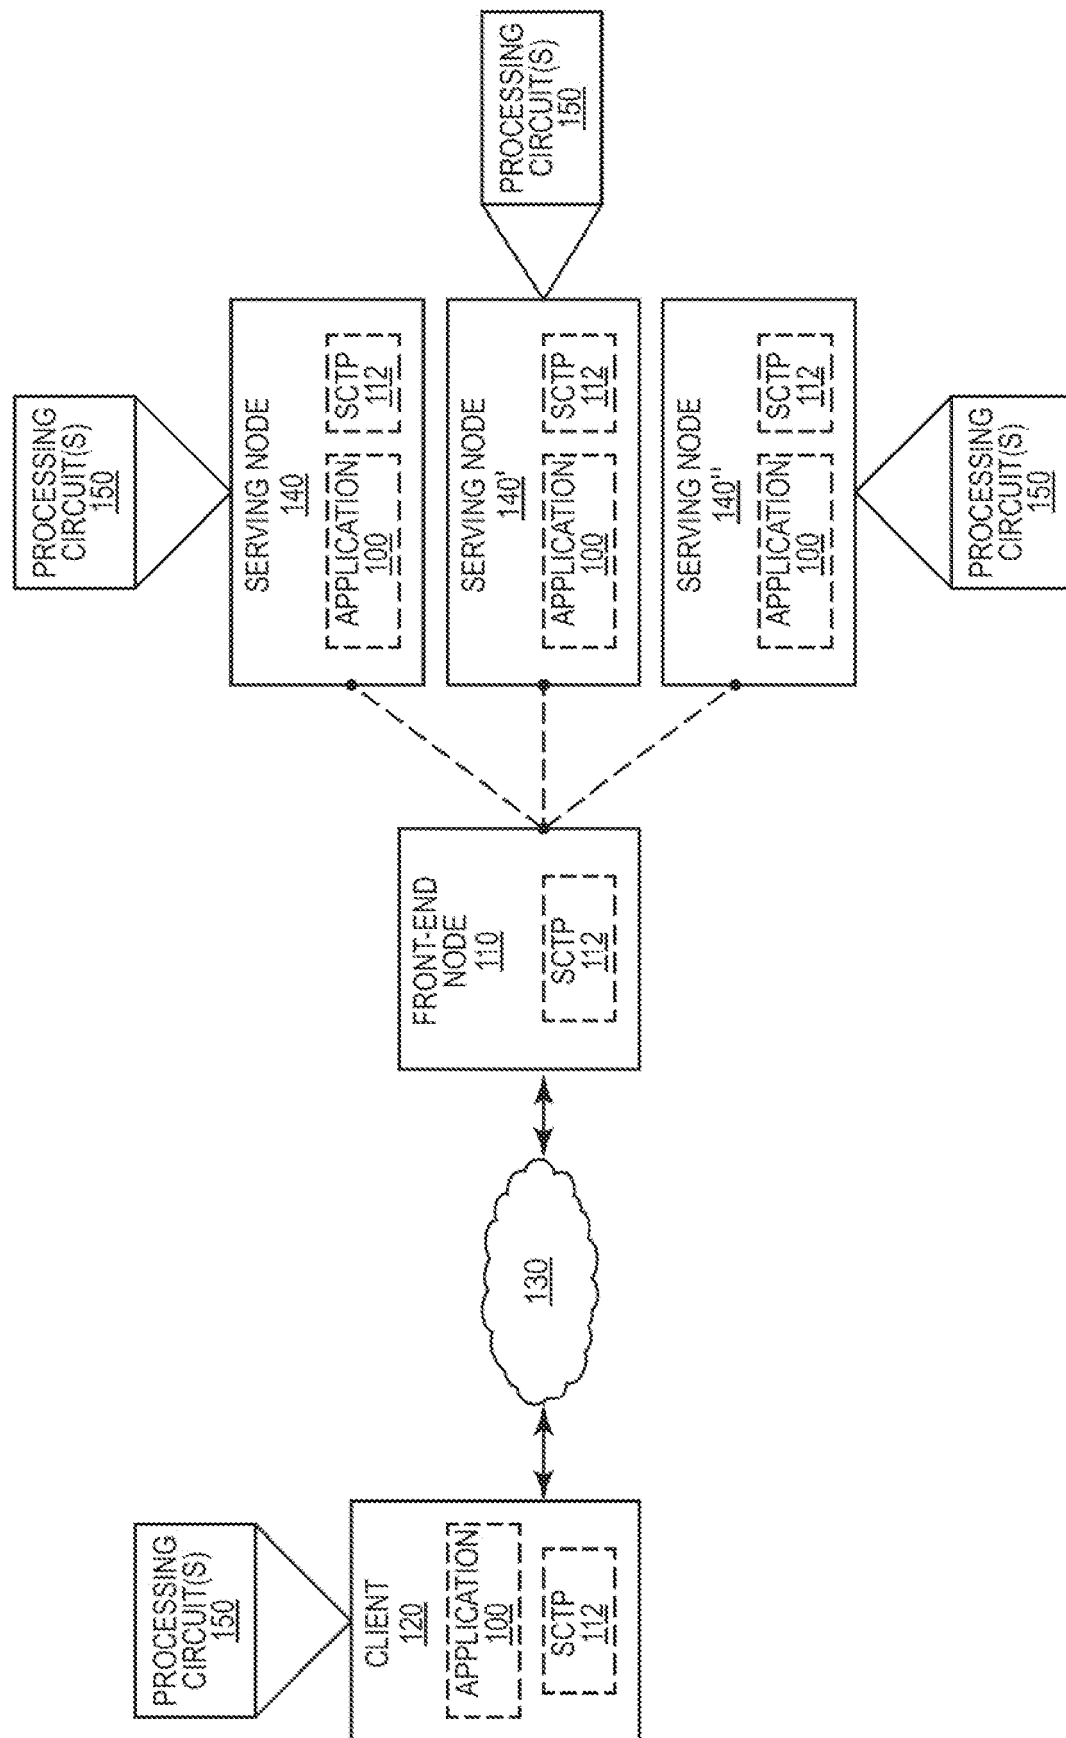 PROCESSING
CIRCUIT(S)
150
CLIENT
120
APPLICATION
100
SCTP
112
130
FRONT-END
NODE
110
SCTP
112
PROCESSING
CIRCUIT(S)
150
SERVING NODE
140
APPLICATION
100
SCTP
112
SERVING NODE
140'
APPLICATION
100
SCTP
112
PROCESSING
CIRCUIT(S)
150
SERVING NODE
140"
APPLICATION
100
SCTP
112
PROCESSING
CIRCUIT(S)
150